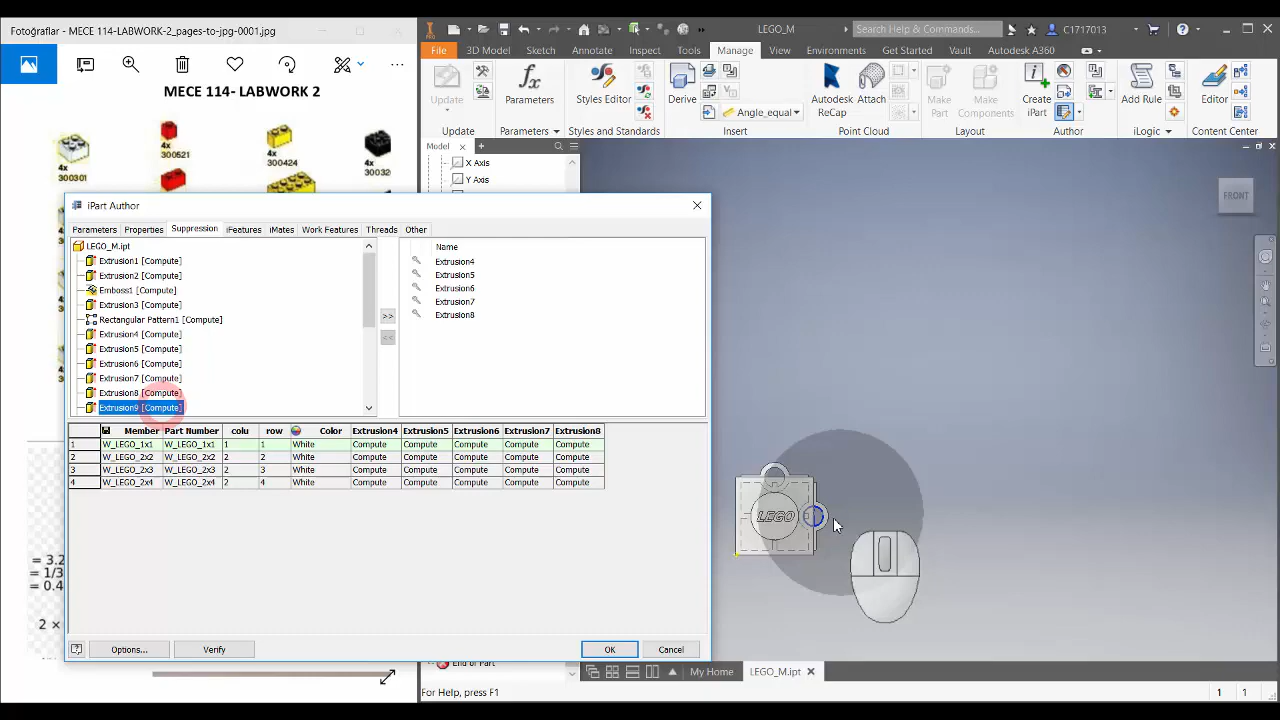 Fotoğraflar - MECE 114-LABWORK-2_pages-to-jpg-0001.jpg
MECE 114- LABWORK 2
4x
300301
4x
300521
4x
300424
4x
30032
= 3.2
= 1/3
= 0.4
2 ×
LEGO_M
Search Help & Commands...
C1717013
File 3D Model Sketch Annotate Inspect Tools Manage View Environments Get Started Vault Autodesk A360
Update
Parameters
Styles Editor
Derive
Angle_equal
Autodesk
ReCap
Attach
Make
Part
Make
Components
Create
iPart
Add Rule
Editor
Update Parameters Styles and Standards Insert Point Cloud Layout Author iLogic Content Center
Model
X Axis
Y Axis
FRONT
iPart Author
Parameters Properties Suppression iFeatures iMates Work Features Threads Other
LEGO_M.ipt
Extrusion1 [Compute]
Extrusion2 [Compute]
Emboss1 [Compute]
Extrusion3 [Compute]
Rectangular Pattern1 [Compute]
Extrusion4 [Compute]
Extrusion5 [Compute]
Extrusion6 [Compute]
Extrusion7 [Compute]
Extrusion8 [Compute]
Extrusion9 [Compute]
>>
<<
Name
Extrusion4
Extrusion5
Extrusion6
Extrusion7
Extrusion8
Member Part Number colu row Color Extrusion4 Extrusion5 Extrusion6 Extrusion7 Extrusion8
1 W_LEGO_1x1 W_LEGO_1x1 1 1 White Compute Compute Compute Compute Compute
2 W_LEGO_2x2 W_LEGO_2x2 2 2 White Compute Compute Compute Compute Compute
3 W_LEGO_2x3 W_LEGO_2x3 2 3 White Compute Compute Compute Compute Compute
4 W_LEGO_2x4 W_LEGO_2x4 2 4 White Compute Compute Compute Compute Compute
LEGO
Options... Verify OK Cancel
End of Part
My Home LEGO_M.ipt
For Help, press F1
1 1